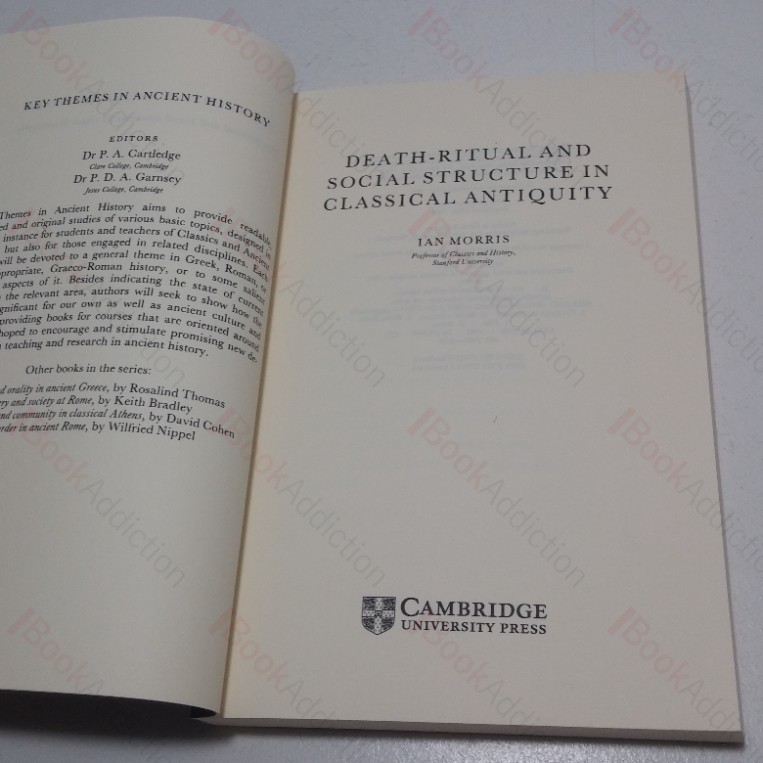 KEY THEMES IN ANCIENT HISTORY
EDITORS
Dr P. A. Cartledge
Clare College, Cambridge
Dr P. D. A. Garnsey
Jesus College, Cambridge
Themes in Ancient History aims to provide readable,
and original studies of various basic topics, designed in
instance for students and teachers of Classics and Ancient
but also for those engaged in related disciplines. Each
will be devoted to a general theme in Greek, Roman, or
Graeco-Roman history, or to some salient
aspects of it. Besides indicating the state of current
the relevant area, authors will seek to show how the
for our own as well as ancient culture and
providing books for courses that are oriented around
hoped to encourage and stimulate promising new de-
teaching and research in ancient history.
Other books in the series:
orality in ancient Greece, by Rosalind Thomas
and society at Rome, by Keith Bradley
and community in classical Athens, by David Cohen
in ancient Rome, by Wilfried Nippel
DEATH-RITUAL AND
SOCIAL STRUCTURE IN
CLASSICAL ANTIQUITY
IAN MORRIS
Professor of Classics and History,
Stanford University
CAMBRIDGE
UNIVERSITY PRESS
BookAddiction